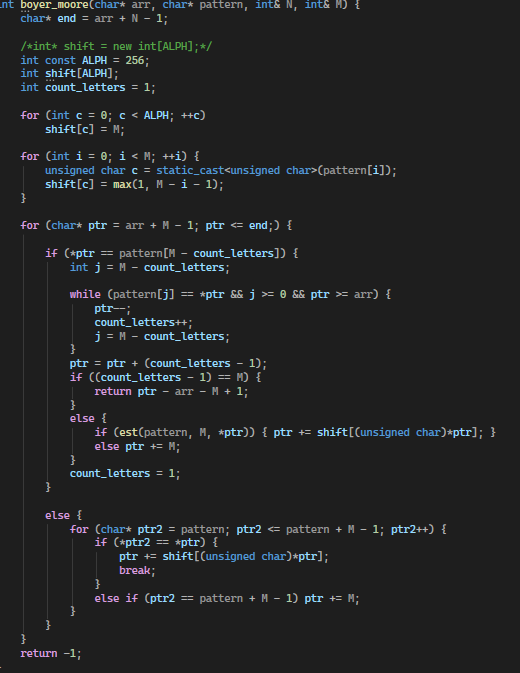 int boyer_moore(char* arr, char* pattern, int& N, int& M) {
char* end = arr + N - 1;
/*int* shift = new int[ALPH];*/
int const ALPH = 256;
int shift[ALPH];
int count_letters = 1;
for (int c = 0; c < ALPH; ++c)
shift[c] = M;
for (int i = 0; i < M; ++i) {
unsigned char c = static_cast<unsigned char>(pattern[i]);
shift[c] = max(1, M - i - 1);
}
for (char* ptr = arr + M - 1; ptr <= end;) {
if (*ptr == pattern[M - count_letters]) {
int j = M - count_letters;
while (pattern[j] == *ptr && j >= 0 && ptr >= arr) {
ptr--;
count_letters++;
j = M - count_letters;
}
ptr = ptr + (count_letters - 1);
if ((count_letters - 1) == M) {
return ptr - arr - M + 1;
}
else {
if (est(pattern, M, *ptr)) { ptr += shift[(unsigned char)*ptr]; }
else ptr += M;
}
count_letters = 1;
}
else {
for (char* ptr2 = pattern; ptr2 <= pattern + M - 1; ptr2++) {
if (*ptr2 == *ptr) {
ptr += shift[(unsigned char)*ptr];
break;
}
else if (ptr2 == pattern + M - 1) ptr += M;
}
}
}
return -1;